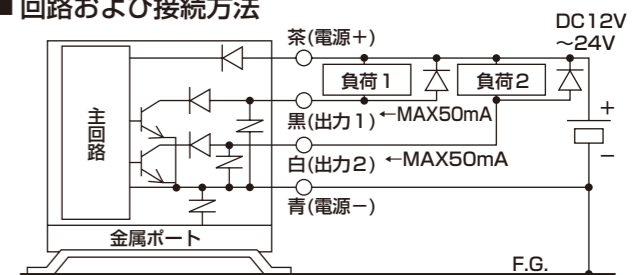 ■ 回路および接続方法
DC12V
～24V
茶(電源＋)
負荷1
負荷2
黒(出力1)
←MAX50mA
＋
主回路
白(出力2)
←MAX50mA
－
青(電源－)
金属ポート
F.G.